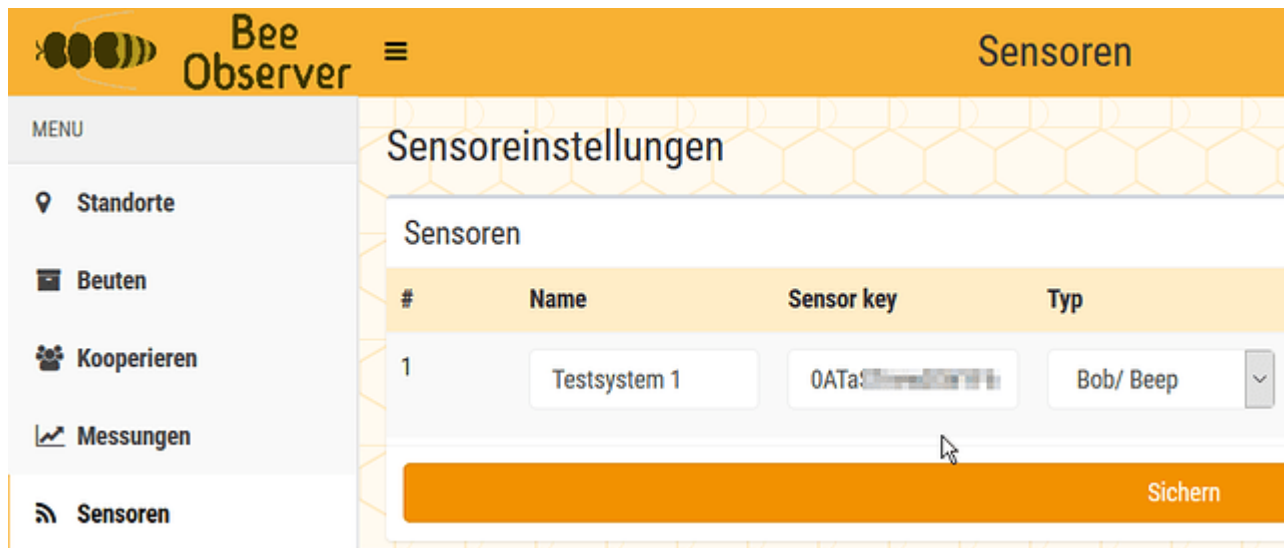 Bee
Observer
Sensoren
MENU
Standorte
Beuten
Kooperieren
Messungen
Sensoren
Sensoreinstellungen
Sensoren
# Name Sensor key Typ
1 Testsystem 1 Bob/ Beep
Sichern